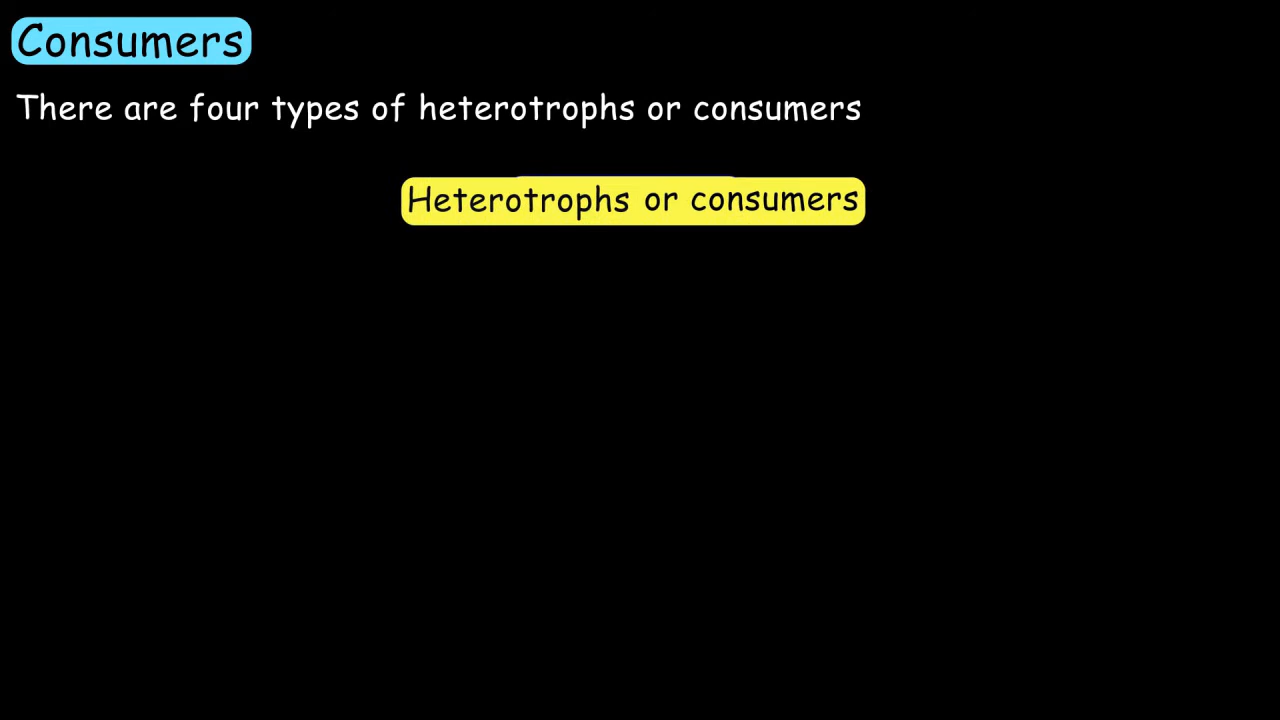 Consumers
There are four types of heterotrophs or consumers
Heterotrophs or consumers